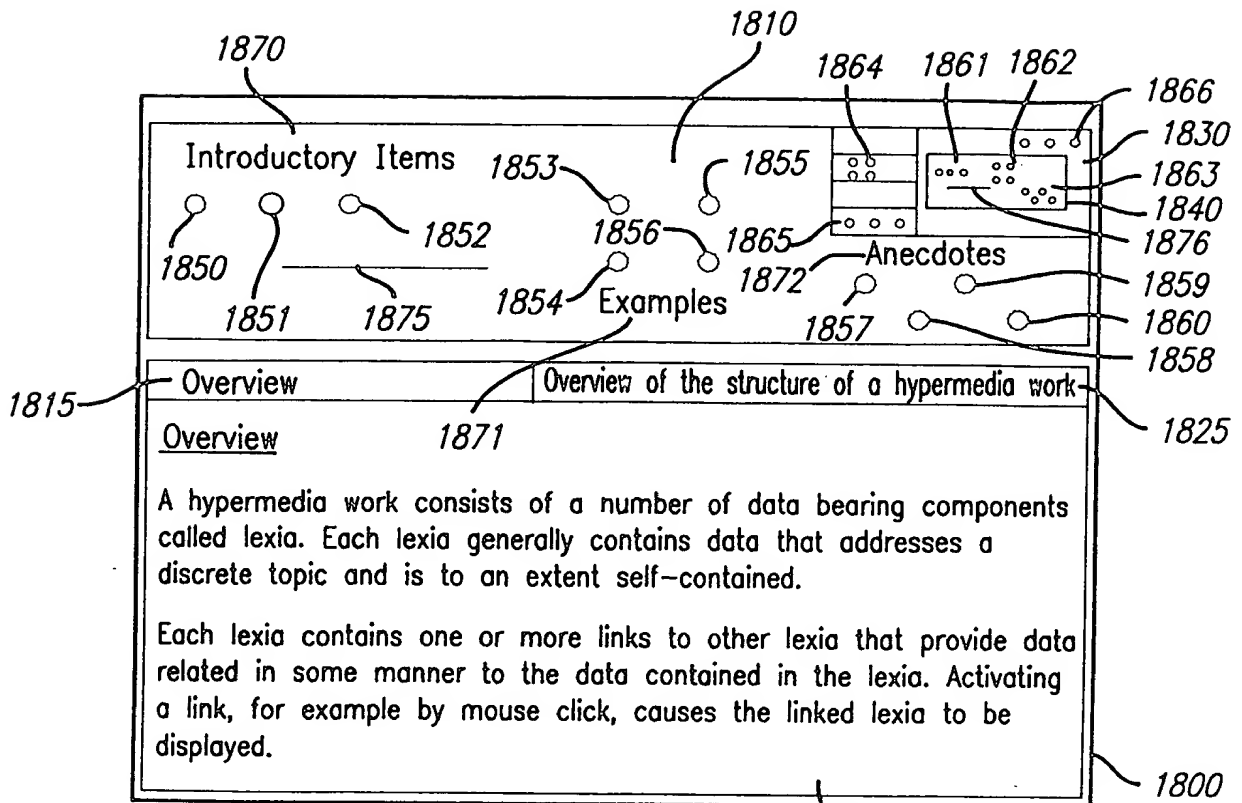 1870
1810
1864 1861 1862
1866
1830
Introductory Items
1853
1855
1863
1840
1852
1856
1865
1876
1850
1872
Anecdotes
1859
1851
1875
1854
Examples
1857
1860
1858
1815
Overview
Overview of the structure of a hypermedia work
1871
1825
Overview
A hypermedia work consists of a number of data bearing components
called lexia. Each lexia generally contains data that addresses a
discrete topic and is to an extent self-contained.
Each lexia contains one or more links to other lexia that provide data
related in some manner to the data contained in the lexia. Activating
a link, for example by mouse click, causes the linked lexia to be
displayed.
1800